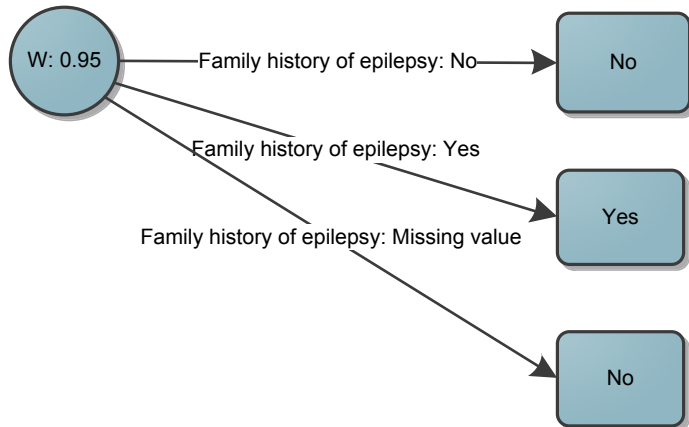 W: 0.95
Family history of epilepsy: No
No
Family history of epilepsy: Yes
Yes
Family history of epilepsy: Missing value
No